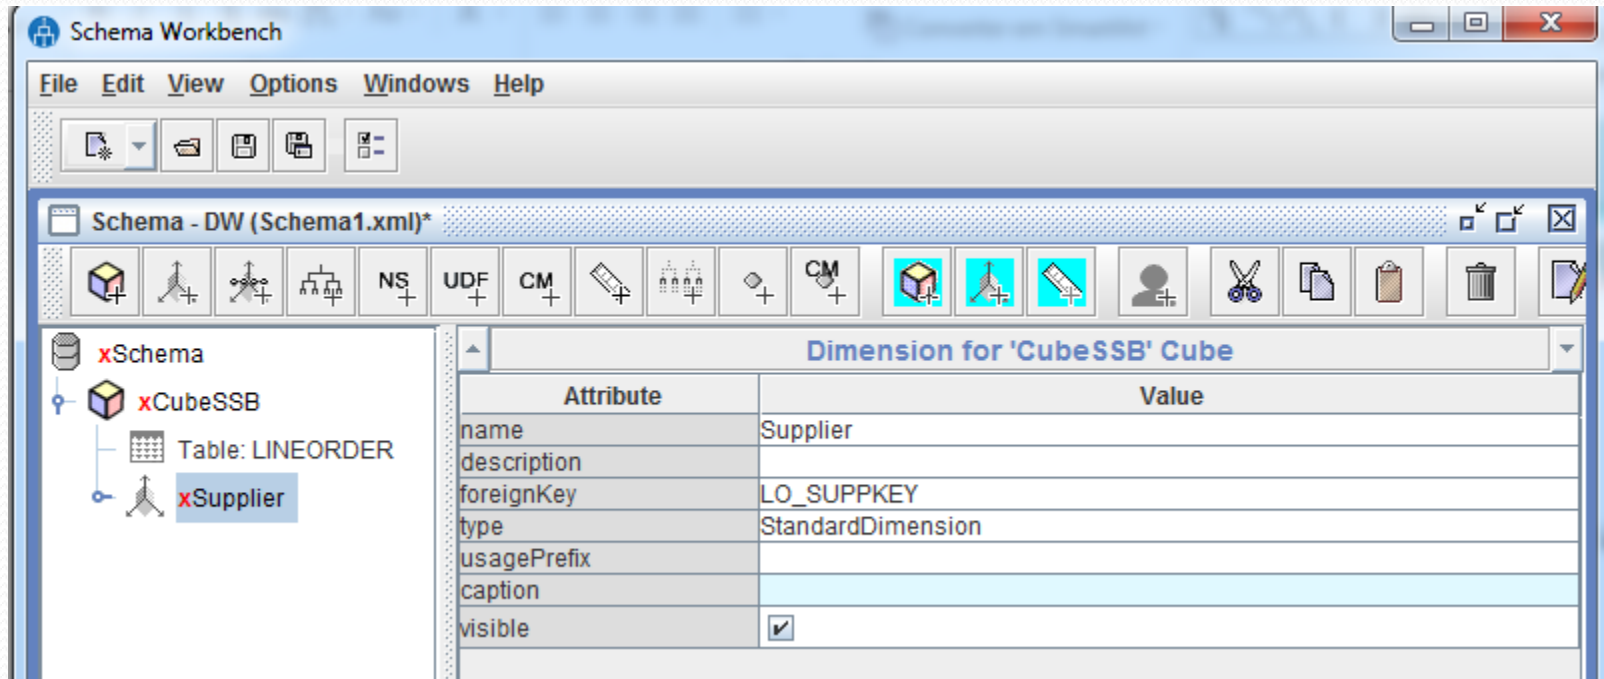 Schema Workbench
File Edit View Options Windows Help
Schema - DW (Schema1.xml)*
NS UDF CM CM
xSchema
xCubeSSB
Table: LINEORDER
xSupplier
Dimension for 'CubeSSB' Cube
Attribute Value
name Supplier
description
foreignKey LO_SUPPKEY
type StandardDimension
usagePrefix
caption
visible